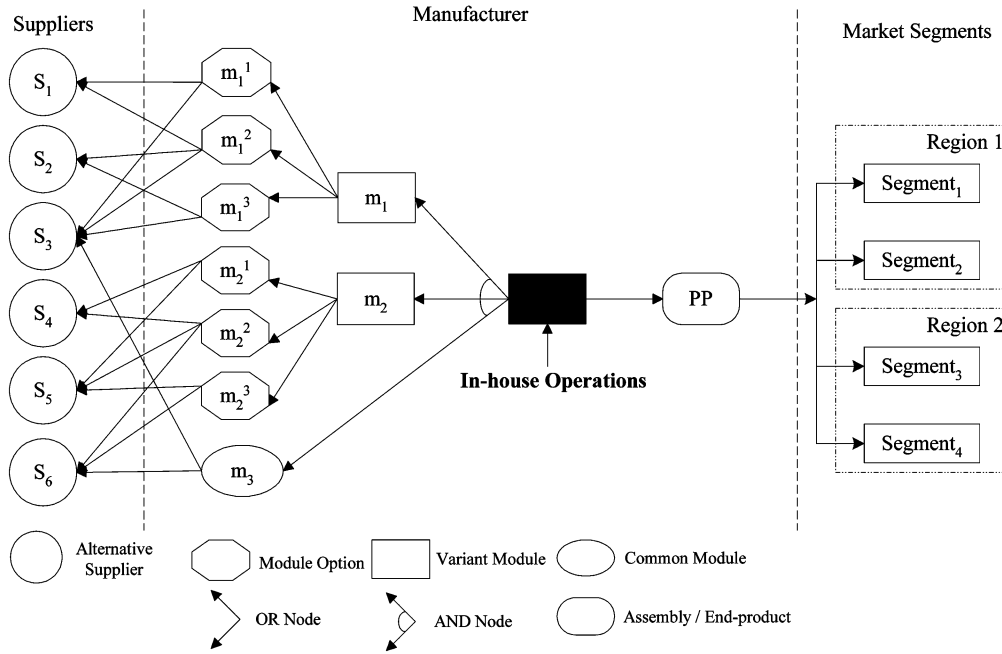 Suppliers
Manufacturer
Market Segments
S₁
S₂
S₃
S₄
S₅
S₆
m₁¹
m₁²
m₁³
m₂¹
m₂²
m₂³
m₃
m₁
m₂
In-house Operations
PP
Region 1
Segment₁
Segment₂
Region 2
Segment₃
Segment₄
Alternative
Supplier
Module Option
Variant Module
Common Module
OR Node
AND Node
Assembly / End-product